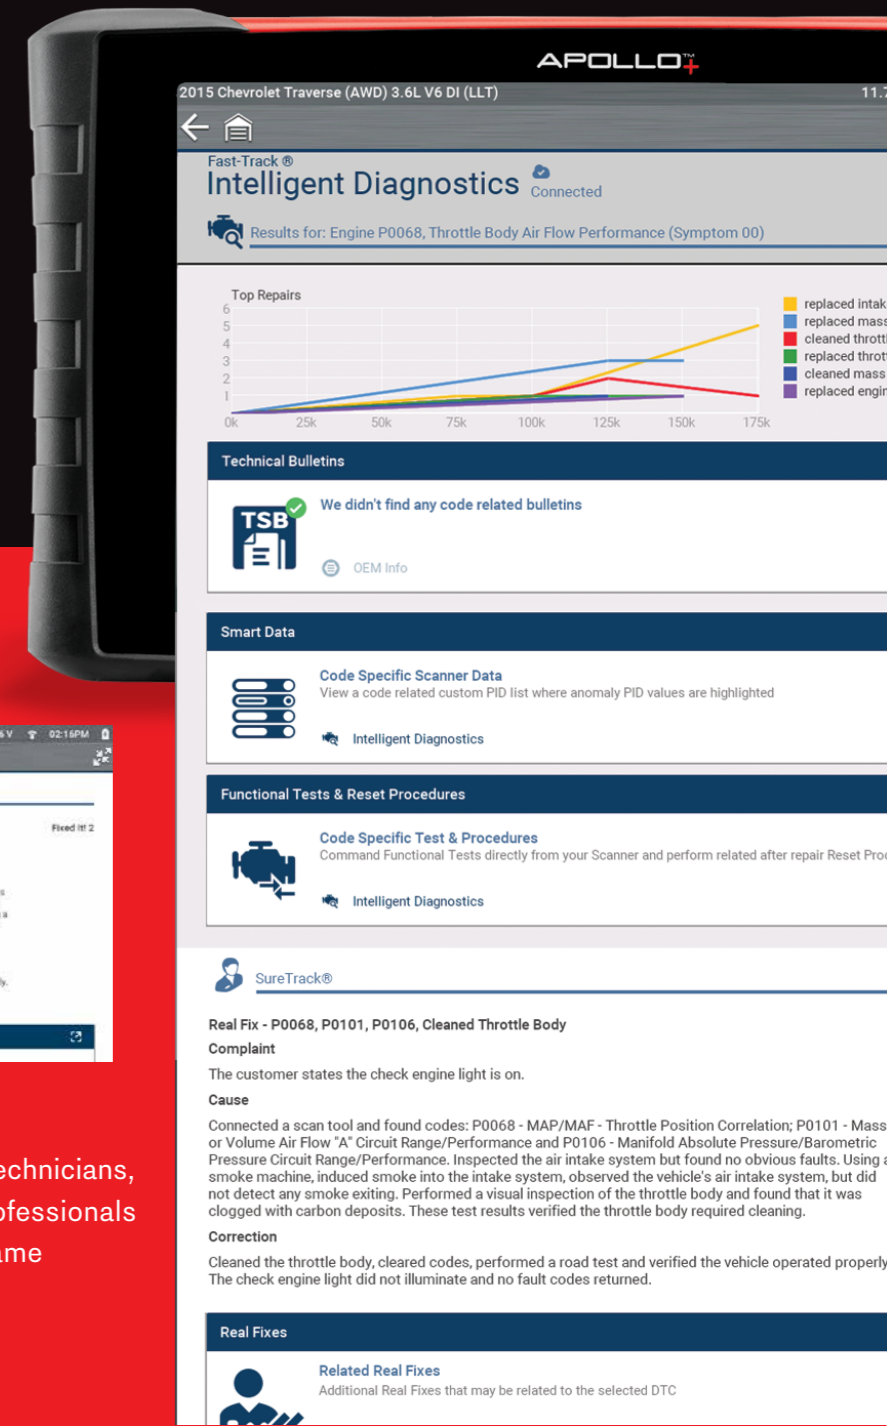 APOLLO+™
2015 Chevrolet Traverse (AWD) 3.6L V6 DI (LLT)
11.7
Fast-Track ®
Intelligent Diagnostics
Connected
Results for: Engine P0068, Throttle Body Air Flow Performance (Symptom 00)
Top Repairs
6
5
4
3
2
1
0k 25k 50k 75k 100k 125k 150k 175k
replaced intak
replaced mass
cleaned thrott
replaced thrott
cleaned mass
replaced engin
Technical Bulletins
TSB
We didn't find any code related bulletins
OEM Info
Smart Data
Code Specific Scanner Data
View a code related custom PID list where anomaly PID values are highlighted
Intelligent Diagnostics
Functional Tests & Reset Procedures
Code Specific Test & Procedures
Command Functional Tests directly from your Scanner and perform related after repair Reset Proc
Intelligent Diagnostics
SureTrack®
Real Fix - P0068, P0101, P0106, Cleaned Throttle Body
Complaint
The customer states the check engine light is on.
Cause
Connected a scan tool and found codes: P0068 - MAP/MAF - Throttle Position Correlation; P0101 - Mass
or Volume Air Flow "A" Circuit Range/Performance and P0106 - Manifold Absolute Pressure/Barometric
Pressure Circuit Range/Performance. Inspected the air intake system but found no obvious faults. Using a
smoke machine, induced smoke into the intake system, observed the vehicle's air intake system, but did
not detect any smoke exiting. Performed a visual inspection of the throttle body and found that it was
clogged with carbon deposits. These test results verified the throttle body required cleaning.
Correction
Cleaned the throttle body, cleared codes, performed a road test and verified the vehicle operated properly
The check engine light did not illuminate and no fault codes returned.
Real Fixes
Related Real Fixes
Additional Real Fixes that may be related to the selected DTC
6 V 02:16PM
Fixed It! 2
s
a
ly.
echnicians,
ofessionals
ame